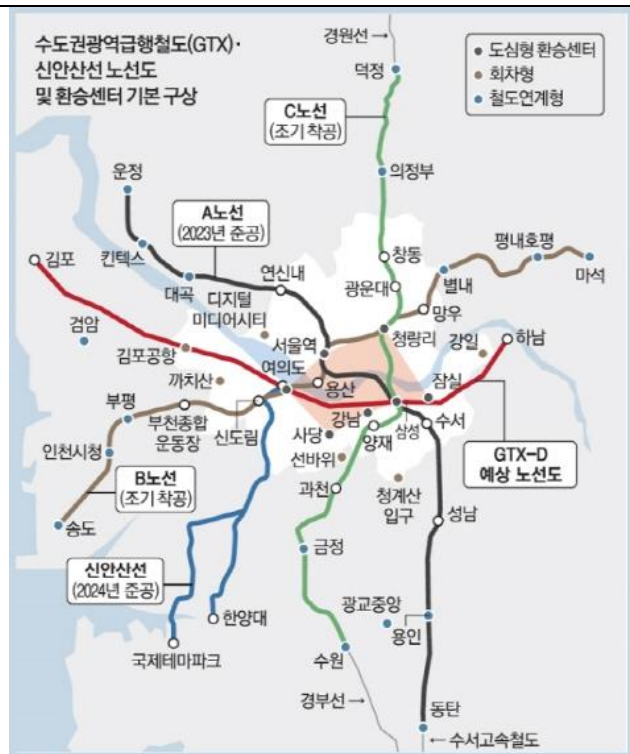 수도권광역급행철도(GTX)·
신안산선 노선도
및 환승센터 기본 구상
경원선→
덕정
도심형 환승센터
회차형
철도연계형
C노선
(조기 착공)
의정부
운정
A노선
(2023년 준공)
킨텍스
대곡
연신내
창동
평내호평
마석
별내
광운대
망우
김포
디지털
미디어시티
검암
서울역
청량리
강일
하남
김포공항
여의도
까치산
용산
잠실
부평
부천종합
운동장
신도림
강남
삼성
수서
사당
양재
인천시청
선바위
GTX-D
예상 노선도
B노선
(조기 착공)
과천
청계산
입구
성남
송도
신안산선
(2024년 준공)
금정
한양대
광교중앙
용인
국제테마파크
수원
경부선→
동탄
←수서고속철도